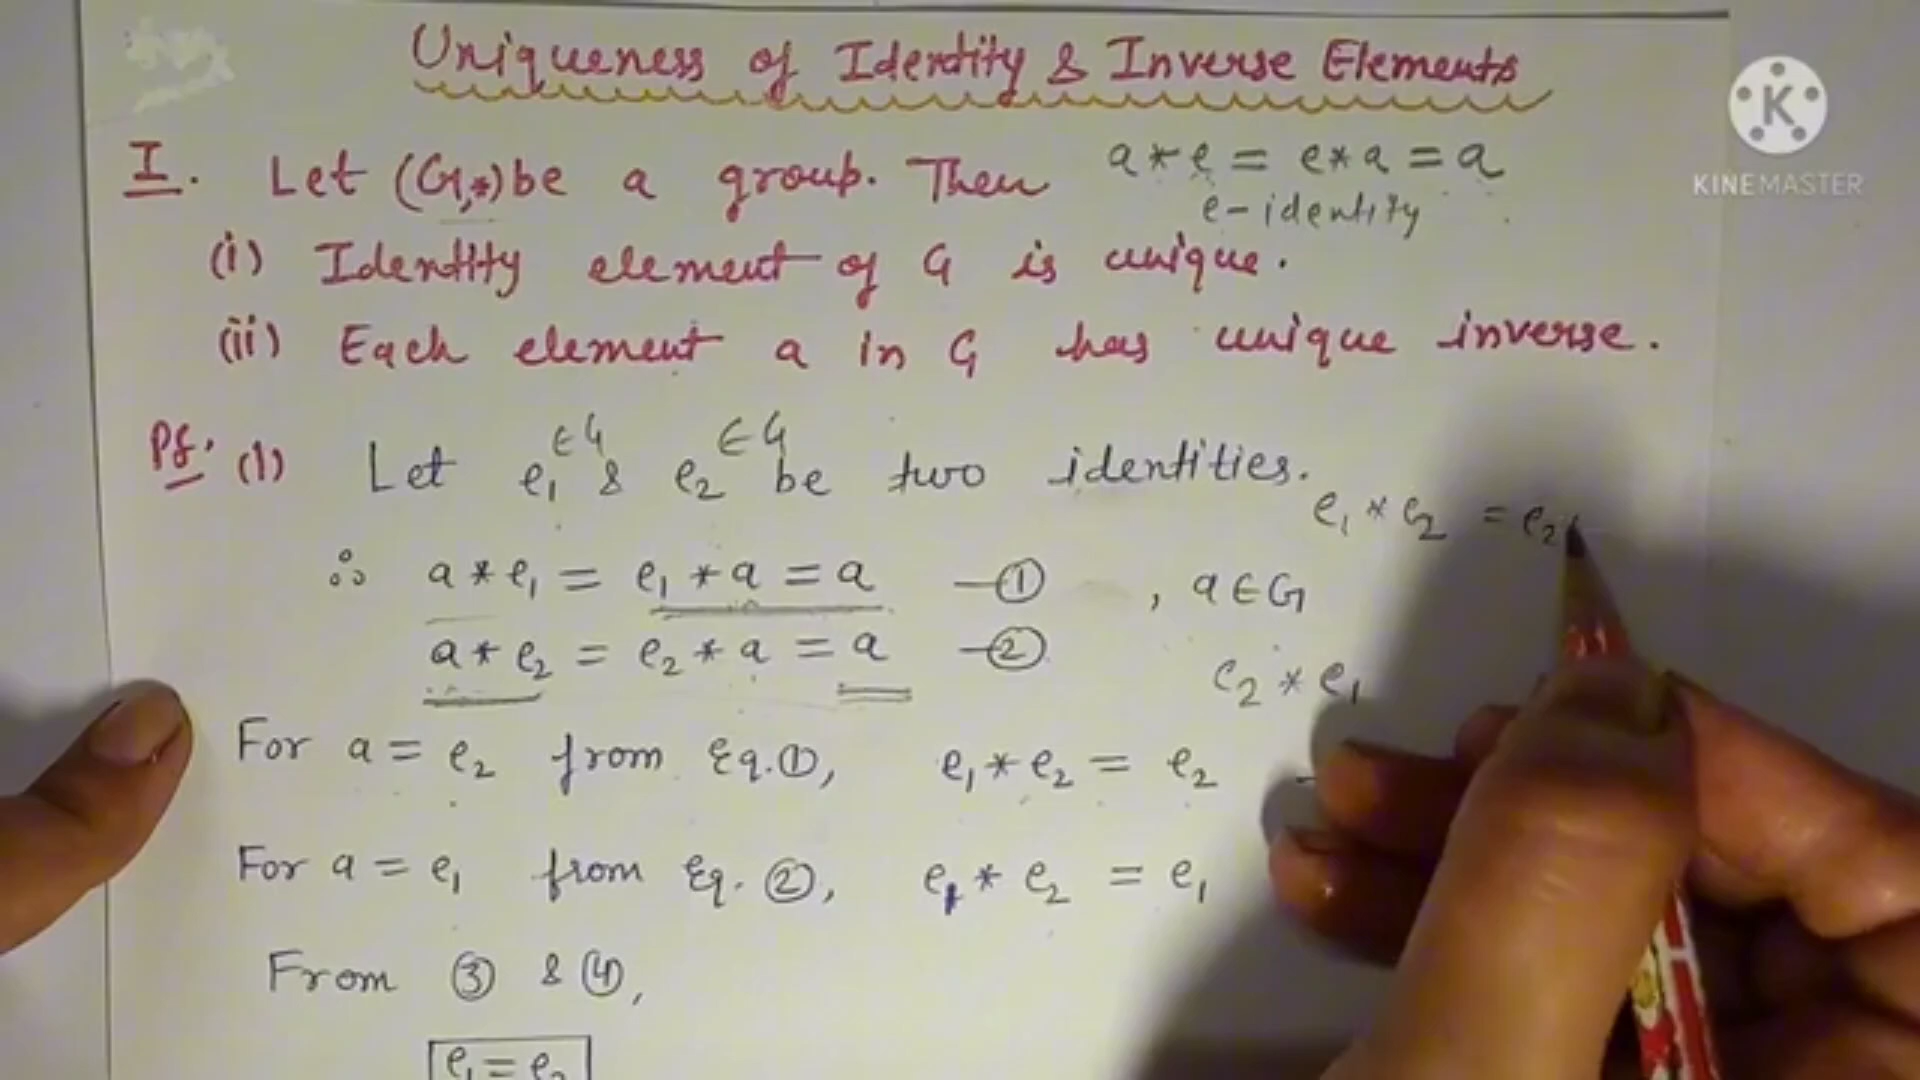 Uniqueness of Identity & Inverse Elements
K
KINEMASTER
I. Let (G,*) be a group. Then a * e = e * a = a
e - identity
(i) Identity element of G is unique.
(ii) Each element a in G has unique inverse.
∈G ∈G
Pf. (i) Let e₁ & e₂ be two identities.
e₁ * e₂ = e₂
∴ a * e₁ = e₁ * a = a —① , a ∈ G
a * e₂ = e₂ * a = a —②
e₂ * e₁
For a = e₂ from Eq.①, e₁ * e₂ = e₂
For a = e₁ from Eq. ②, e₁ * e₂ = e₁
From ③ & ④,
e₁ = e₂